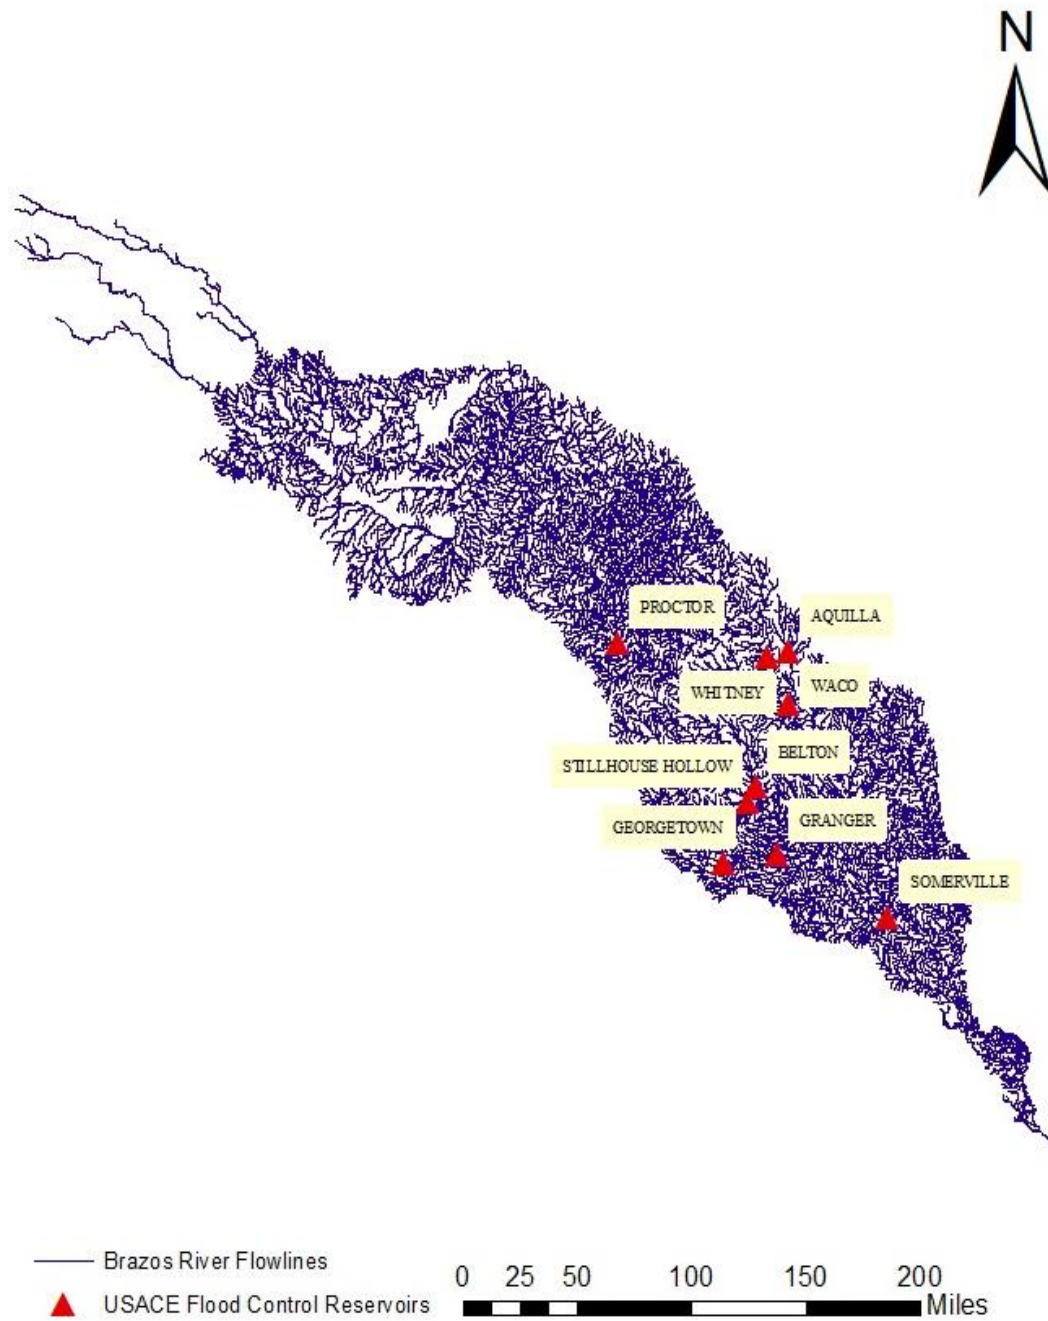 N
PROCTOR
AQUILLA
WHITNEY
WACO
BELTON
STILLHOUSE HOLLOW
GRANGER
GEORGETOWN
SOMERVILLE
Brazos River Flowlines
USACE Flood Control Reservoirs
0 25 50 100 150 200
Miles